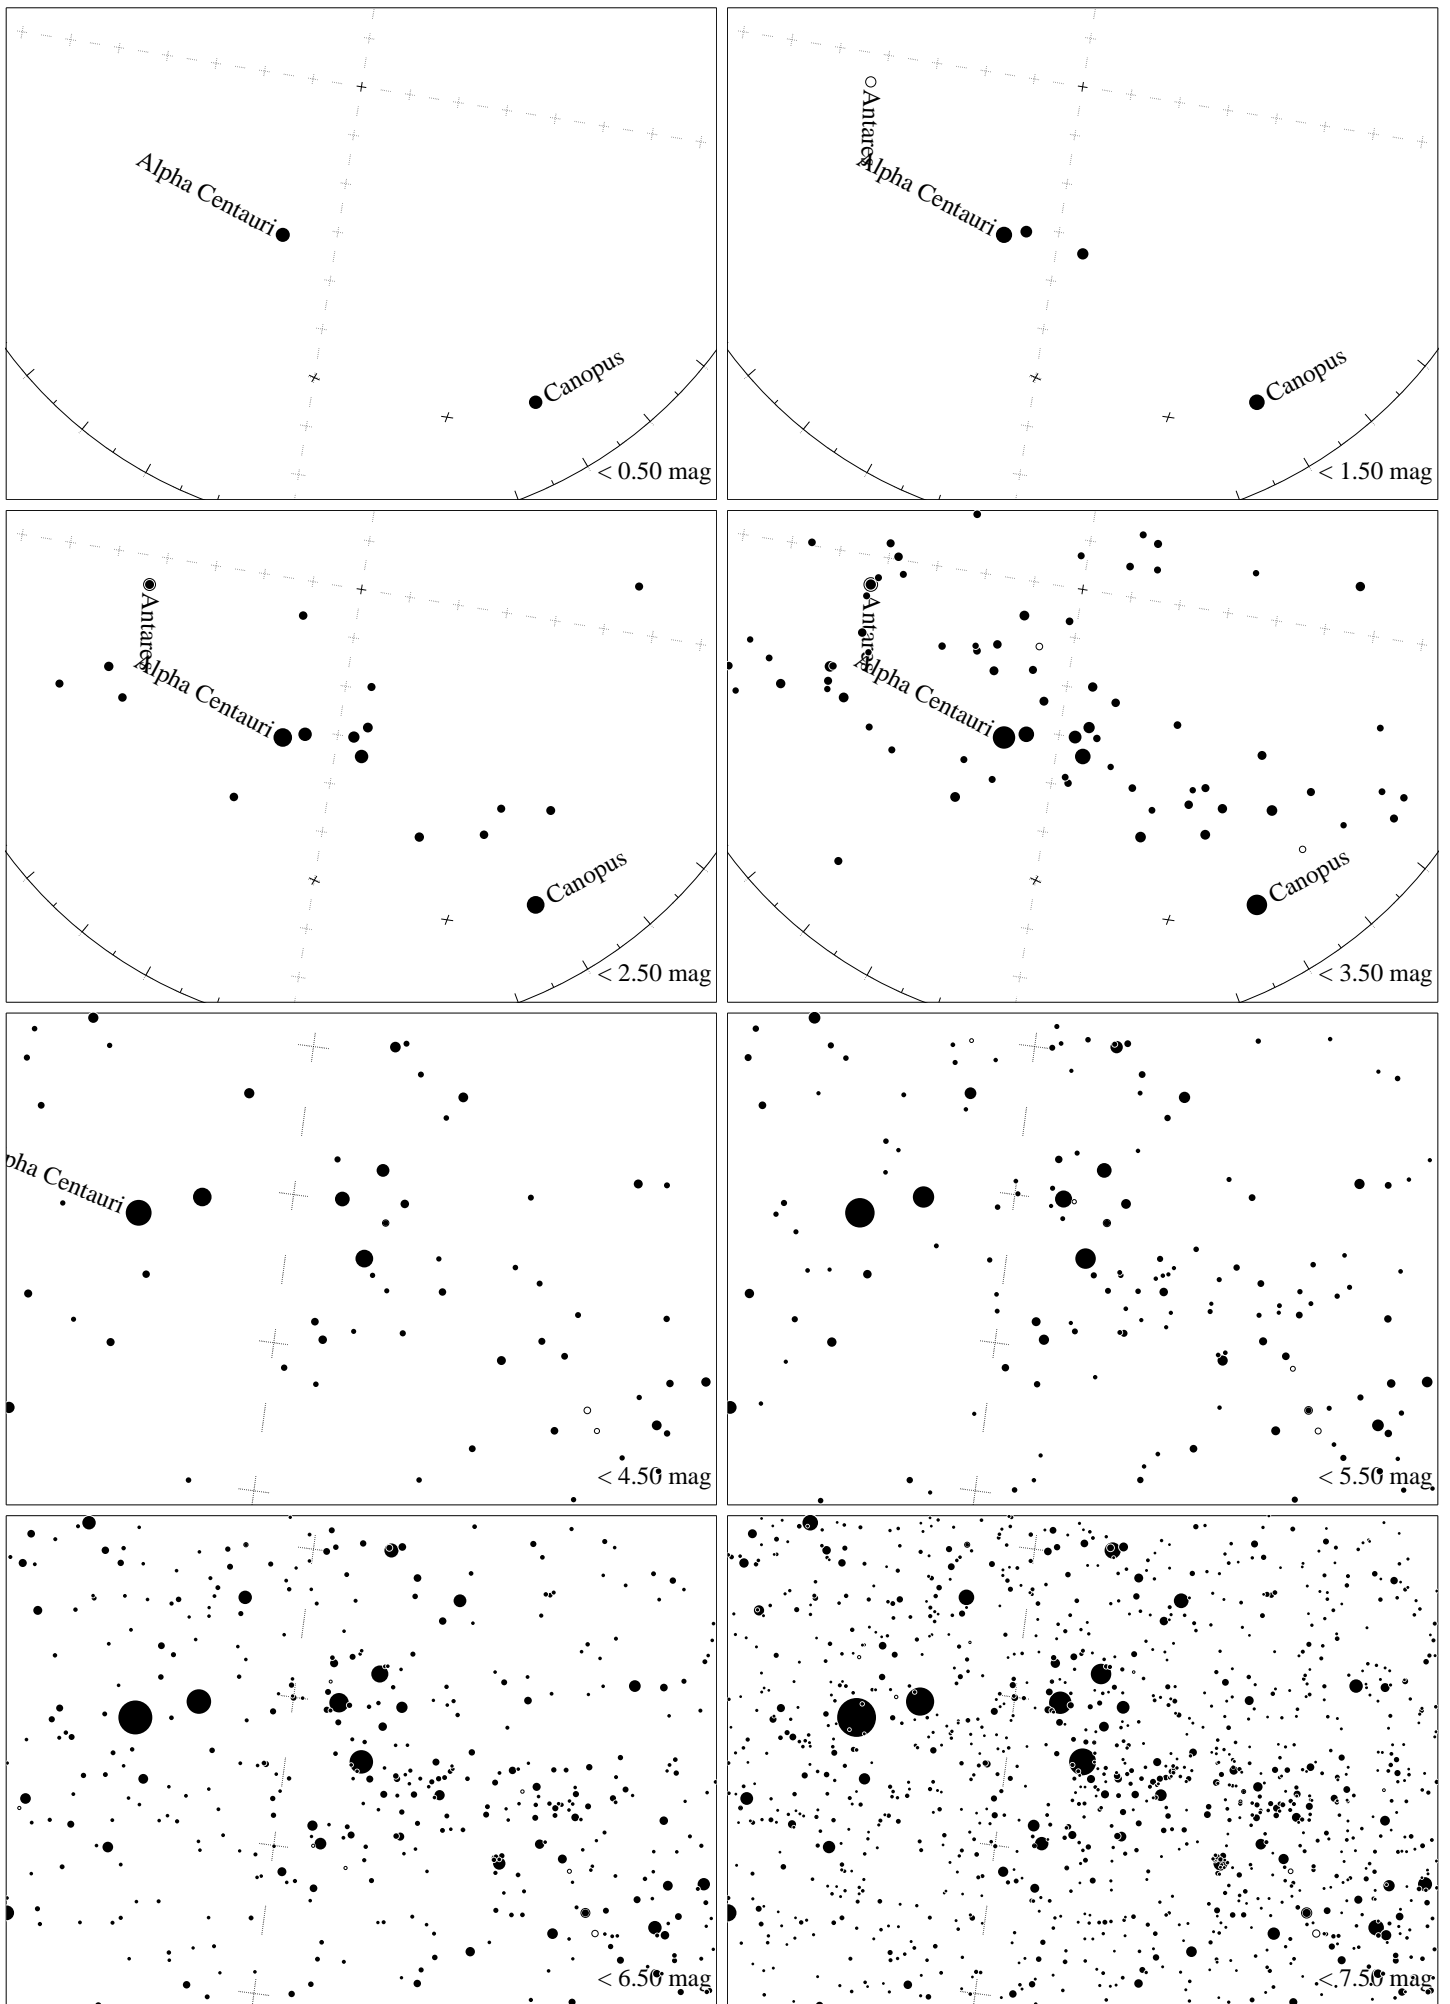 Alpha Centauri
Canopus
< 0.50 mag
Antares
Alpha Centauri
Canopus
< 1.50 mag
Antares
Alpha Centauri
Canopus
< 2.50 mag
Antares
Alpha Centauri
Canopus
< 3.50 mag
pha Centauri
< 4.50 mag
< 5.50 mag
< 6.50 mag
< 7.50 mag